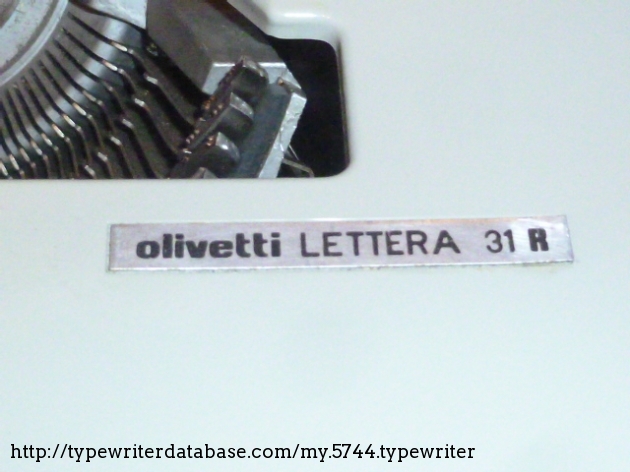 olivetti LETTERA 31 R
http://typewriterdatabase.com/my.5744.typewriter